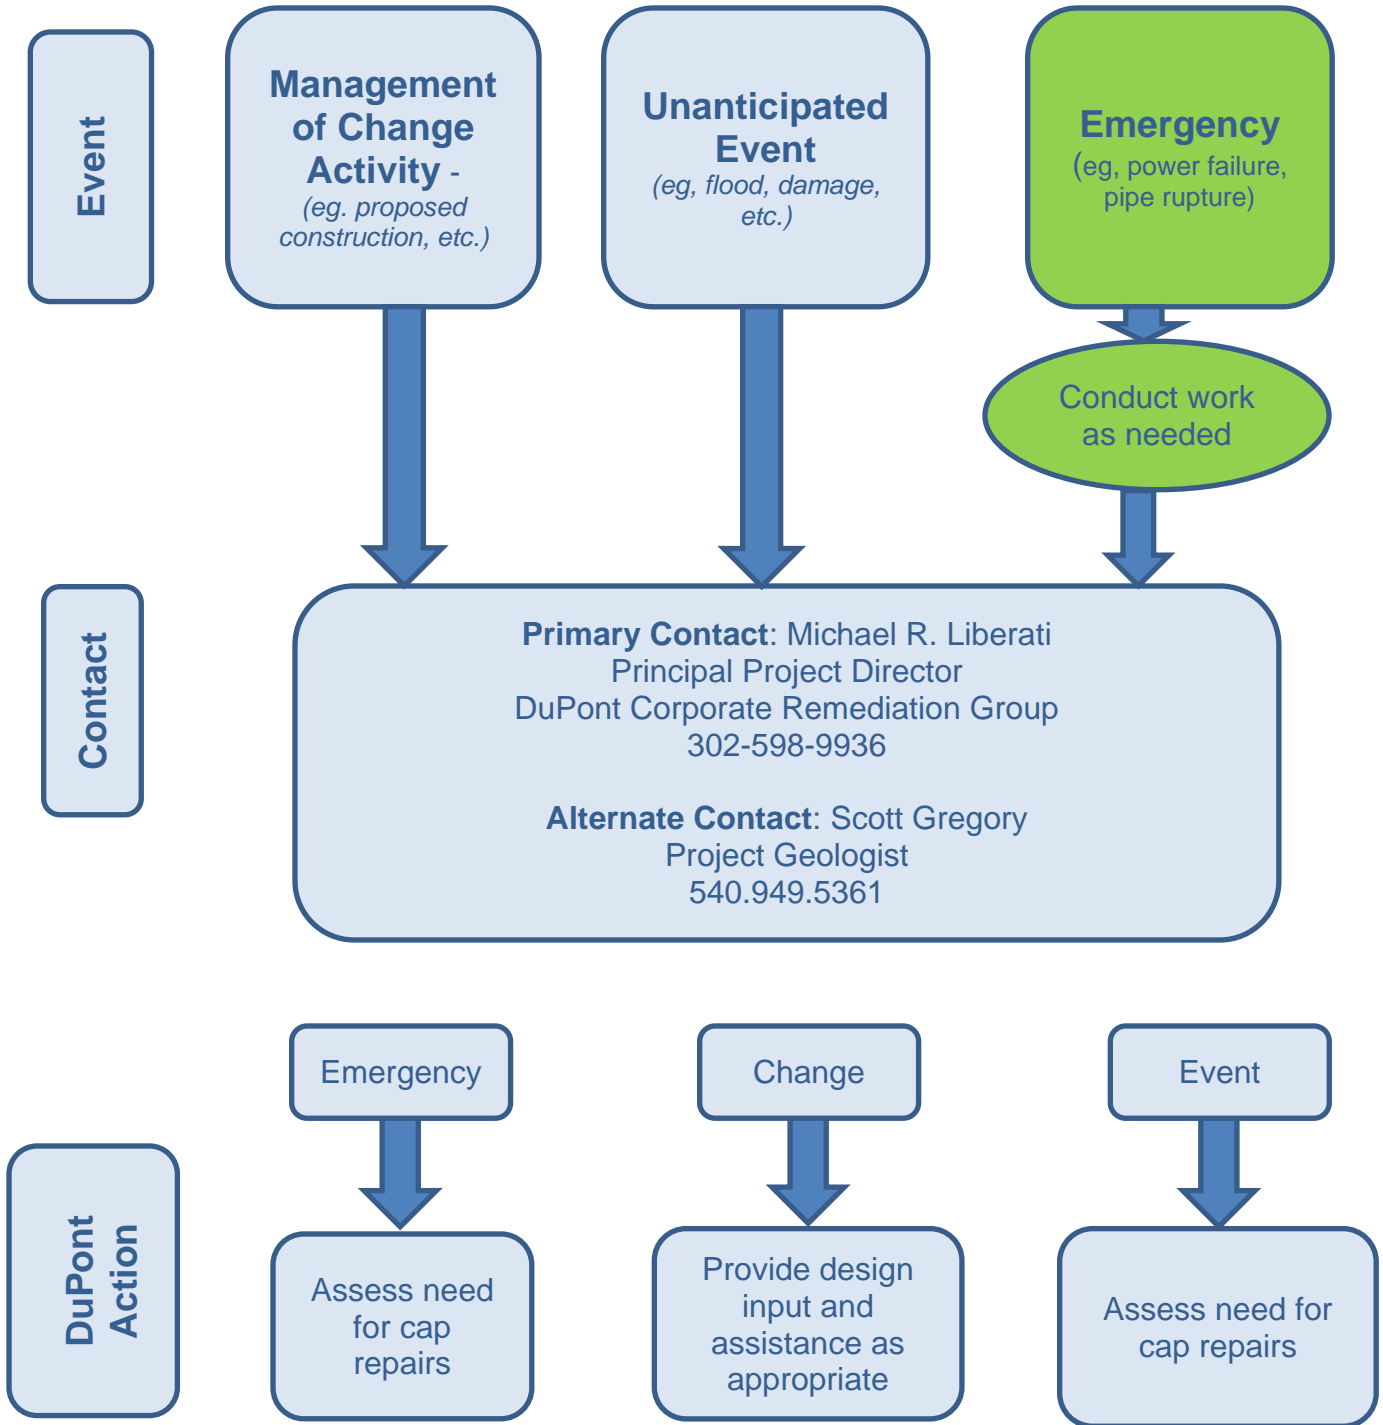 Event
Management
of Change
Activity -
(eg. proposed
construction, etc.)
Unanticipated
Event
(eg, flood, damage,
etc.)
Emergency
(eg, power failure,
pipe rupture)
Conduct work
as needed
Contact
Primary Contact: Michael R. Liberati
Principal Project Director
DuPont Corporate Remediation Group
302-598-9936
Alternate Contact: Scott Gregory
Project Geologist
540.949.5361
DuPont
Action
Emergency
Change
Event
Assess need
for cap
repairs
Provide design
input and
assistance as
appropriate
Assess need for
cap repairs